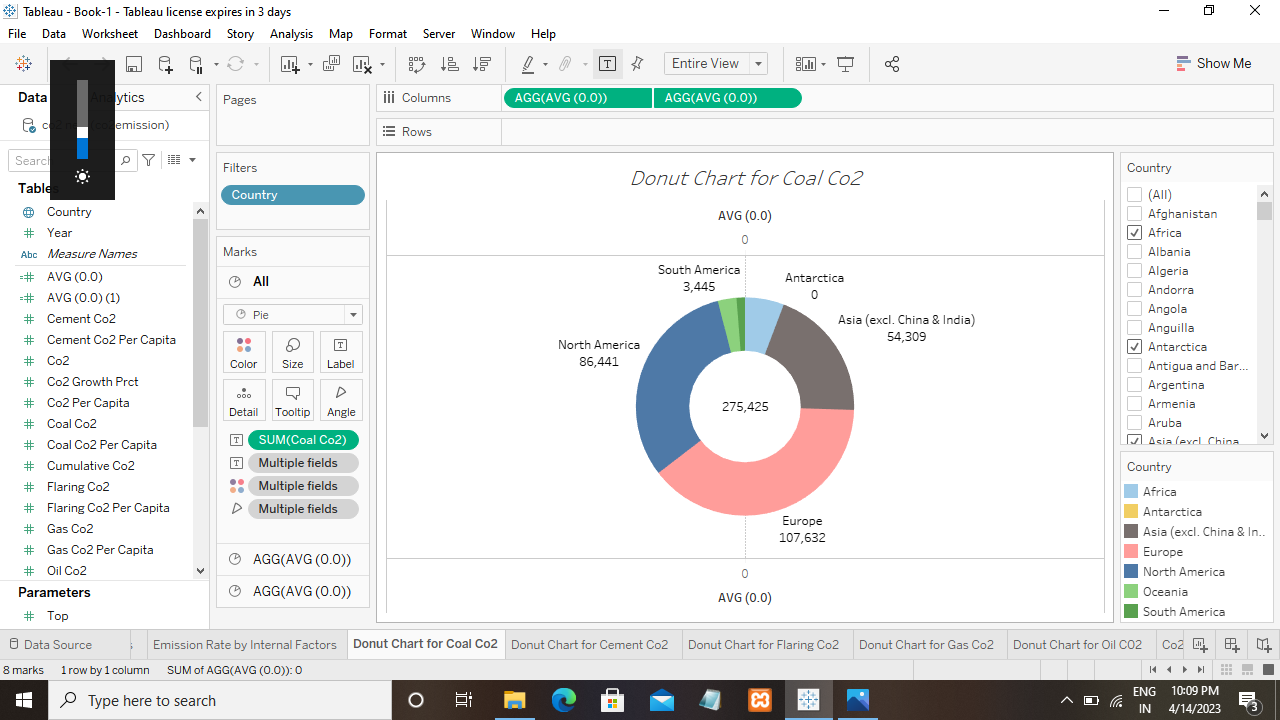 Tableau - Book-1 - Tableau license expires in 3 days
File Data Worksheet Dashboard Story Analysis Map Format Server Window Help
Entire View
Show Me
Data Analytics
emission)
Search
Tables
Country
Year
Abc Measure Names
AVG (0.0)
AVG (0.0) (1)
Cement Co2
Cement Co2 Per Capita
Co2
Co2 Growth Prct
Co2 Per Capita
Coal Co2
Coal Co2 Per Capita
Cumulative Co2
Flaring Co2
Flaring Co2 Per Capita
Gas Co2
Gas Co2 Per Capita
Oil Co2
Parameters
Top
Pages
Filters
Country
Marks
All
Pie
Color Size Label
Detail Tooltip Angle
SUM(Coal Co2)
Multiple fields
Multiple fields
Multiple fields
AGG(AVG (0.0))
AGG(AVG (0.0))
Columns AGG(AVG (0.0)) AGG(AVG (0.0))
Rows
Donut Chart for Coal Co2
AVG (0.0)
0
South America
3,445
Antarctica
0
Asia (excl. China & India)
54,309
North America
86,441
275,425
Europe
107,632
0
AVG (0.0)
Country
(All)
Afghanistan
Africa
Albania
Algeria
Andorra
Angola
Anguilla
Antarctica
Antigua and Bar...
Argentina
Armenia
Aruba
Asia (excl. China
Country
Africa
Antarctica
Asia (excl. China & In..
Europe
North America
Oceania
South America
Data Source s Emission Rate by Internal Factors Donut Chart for Coal Co2 Donut Chart for Cement Co2 Donut Chart for Flaring Co2 Donut Chart for Gas Co2 Donut Chart for Oil CO2 Co2
8 marks 1 row by 1 column SUM of AGG(AVG (0.0)): 0
Type here to search
ENG
IN
10:09 PM
4/14/2023
3